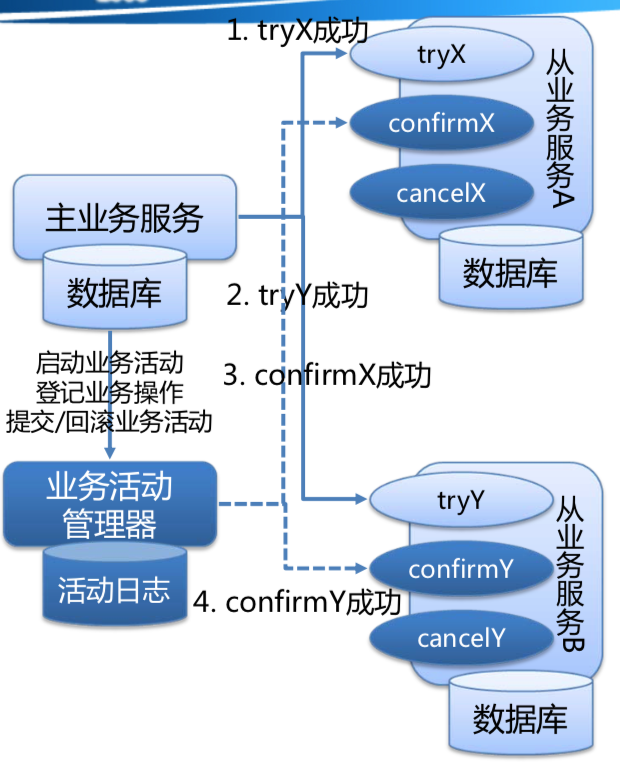 1. tryX成功
tryX
confirmX
cancelX
从业务服务A
数据库
主业务服务
数据库
2. tryY成功
启动业务活动
登记业务操作
提交/回滚业务活动
3. confirmX成功
业务活动
管理器
活动日志
tryY
confirmY
cancelY
从业务服务B
4. confirmY成功
数据库